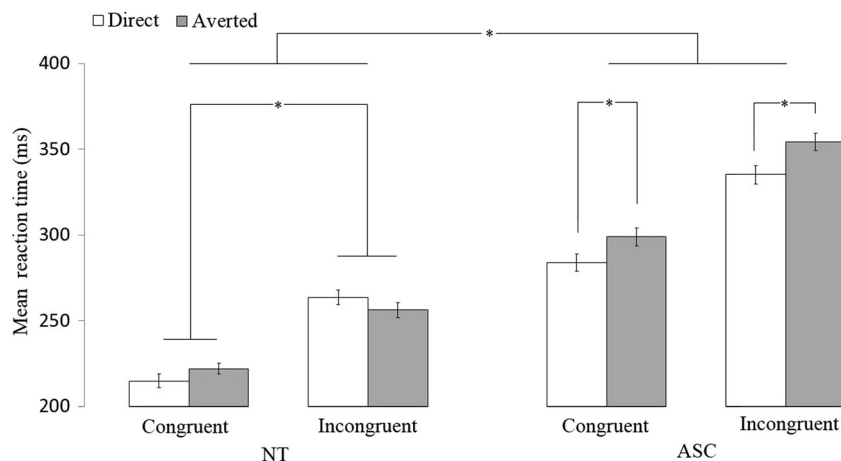 Direct Averted
*
400
* * *
350
Mean reaction time (ms)
300
250
200
Congruent Incongruent Congruent Incongruent
NT ASC